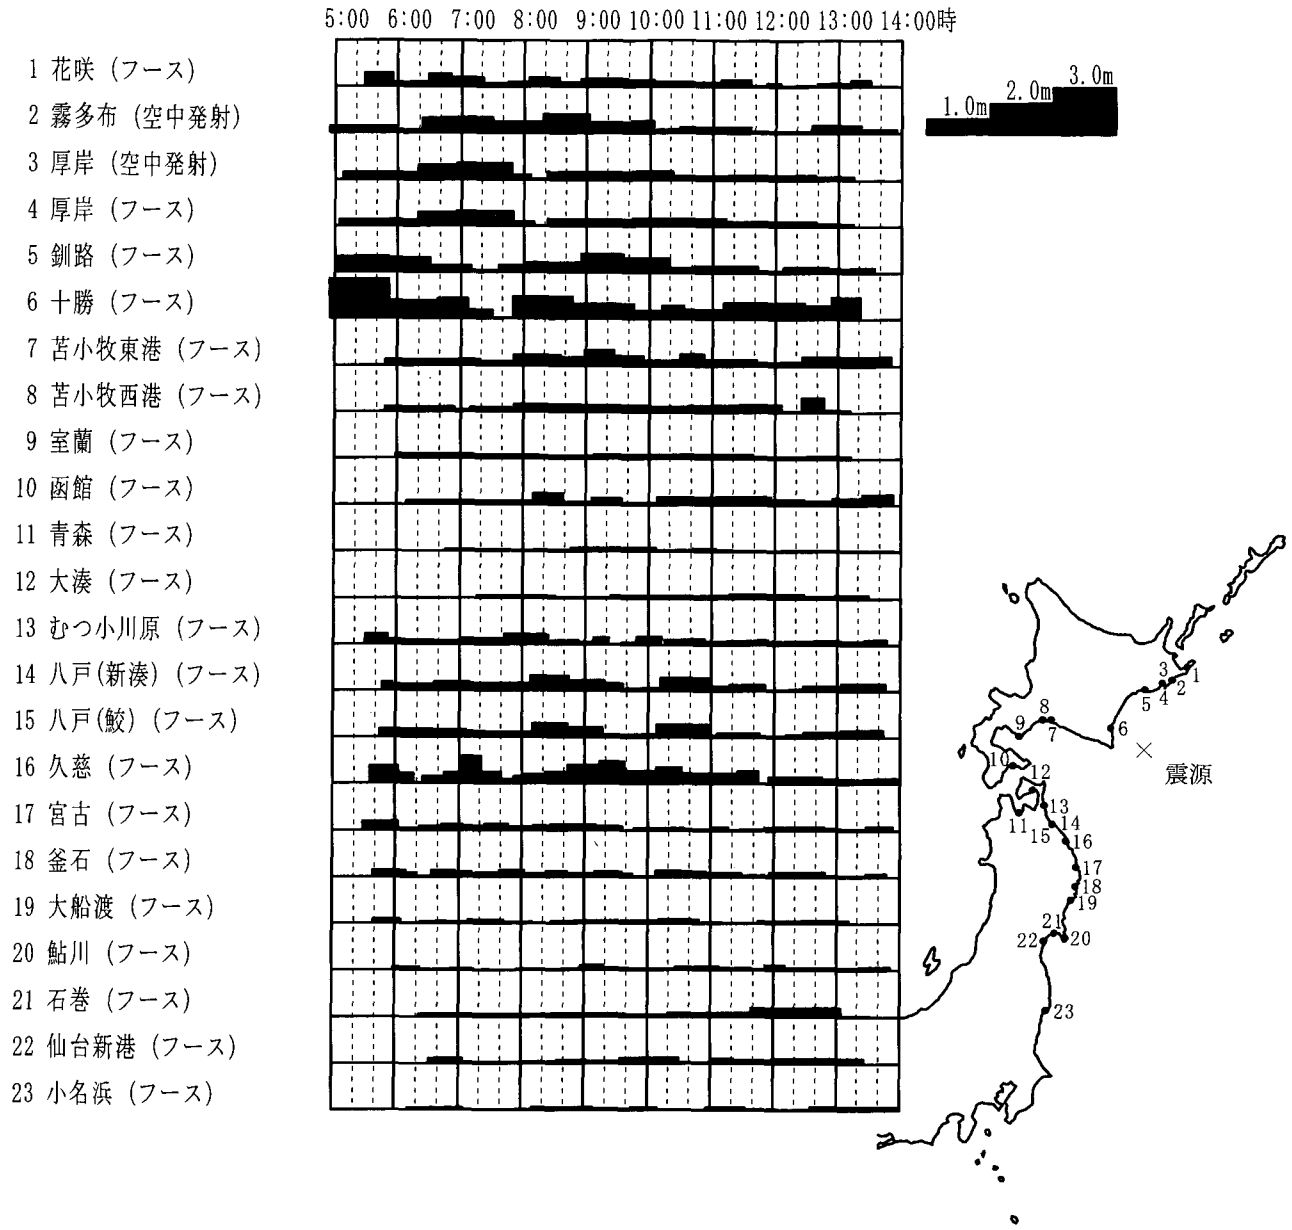 5:00 6:00 7:00 8:00 9:00 10:00 11:00 12:00 13:00 14:00時
1 花咲 (フース)
2 霧多布 (空中発射)
3 厚岸 (空中発射)
4 厚岸 (フース)
5 釧路 (フース)
6 十勝 (フース)
7 苫小牧東港 (フース)
8 苫小牧西港 (フース)
9 室蘭 (フース)
10 函館 (フース)
11 青森 (フース)
12 大湊 (フース)
13 むつ小川原 (フース)
14 八戸(新湊) (フース)
15 八戸(鮫) (フース)
16 久慈 (フース)
17 宮古 (フース)
18 釜石 (フース)
19 大船渡 (フース)
20 鮎川 (フース)
21 石巻 (フース)
22 仙台新港 (フース)
23 小名浜 (フース)
1.0m 2.0m 3.0m
1
2
3
4
5
6
震源
8
7
9
10
12
13
11
14
15
16
17
18
19
21
20
22
23